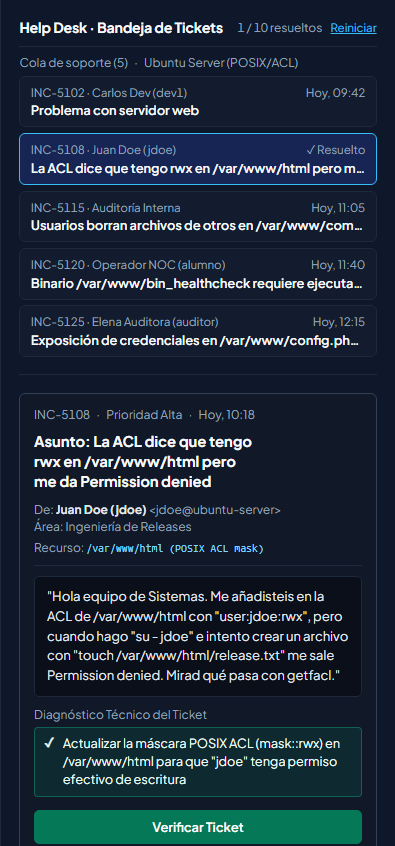 Help Desk · Bandeja de Tickets 1 / 10 resueltos Reiniciar
Cola de soporte (5) · Ubuntu Server (POSIX/ACL)
INC-5102 · Carlos Dev (dev1) Hoy, 09:42
Problema con servidor web
INC-5108 · Juan Doe (jdoe) ✓ Resuelto
La ACL dice que tengo rwx en /var/www/html pero m…
INC-5115 · Auditoría Interna Hoy, 11:05
Usuarios borran archivos de otros en /var/www/com…
INC-5120 · Operador NOC (alumno) Hoy, 11:40
Binario /var/www/bin_healthcheck requiere ejecuta…
INC-5125 · Elena Auditora (auditor) Hoy, 12:15
Exposición de credenciales en /var/www/config.ph…
INC-5108 · Prioridad Alta · Hoy, 10:18
Asunto: La ACL dice que tengo
rwx en /var/www/html pero
me da Permission denied
De: Juan Doe (jdoe) <jdoe@ubuntu-server>
Área: Ingeniería de Releases
Recurso: /var/www/html (POSIX ACL mask)
"Hola equipo de Sistemas. Me añadisteis en la
ACL de /var/www/html con "user:jdoe:rwx", pero
cuando hago "su - jdoe" e intento crear un archivo
con "touch /var/www/html/release.txt" me sale
Permission denied. Mirad qué pasa con getfacl."
Diagnóstico Técnico del Ticket
✓ Actualizar la máscara POSIX ACL (mask::rwx) en
/var/www/html para que "jdoe" tenga permiso
efectivo de escritura
Verificar Ticket